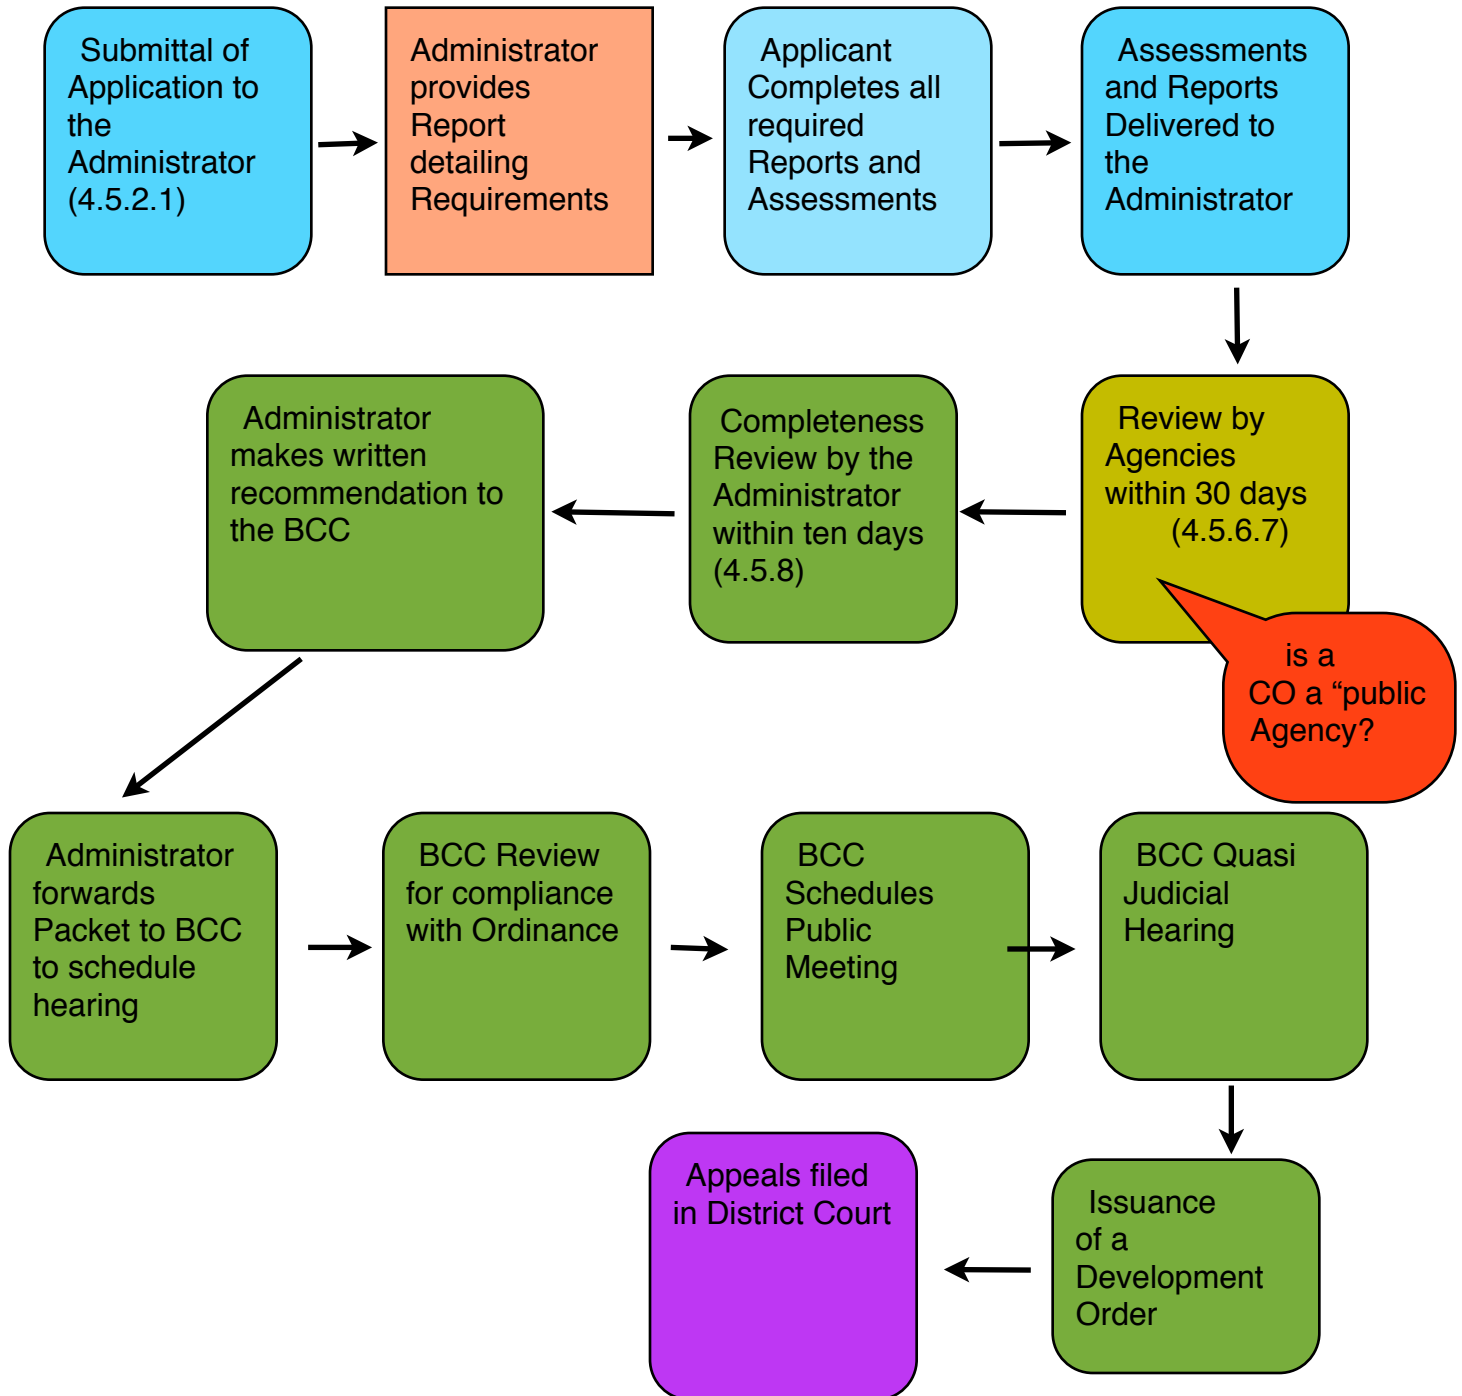 Submittal of
Application to
the
Administrator
(4.5.2.1)
Administrator
provides
Report
detailing
Requirements
Applicant
Completes all
required
Reports and
Assessments
Assessments
and Reports
Delivered to
the
Administrator
Review by
Agencies
within 30 days
(4.5.6.7)
is a
CO a “public
Agency?
Completeness
Review by the
Administrator
within ten days
(4.5.8)
Administrator
makes written
recommendation to
the BCC
Administrator
forwards
Packet to BCC
to schedule
hearing
BCC Review
for compliance
with Ordinance
BCC
Schedules
Public
Meeting
BCC Quasi
Judicial
Hearing
Issuance
of a
Development
Order
Appeals filed
in District Court